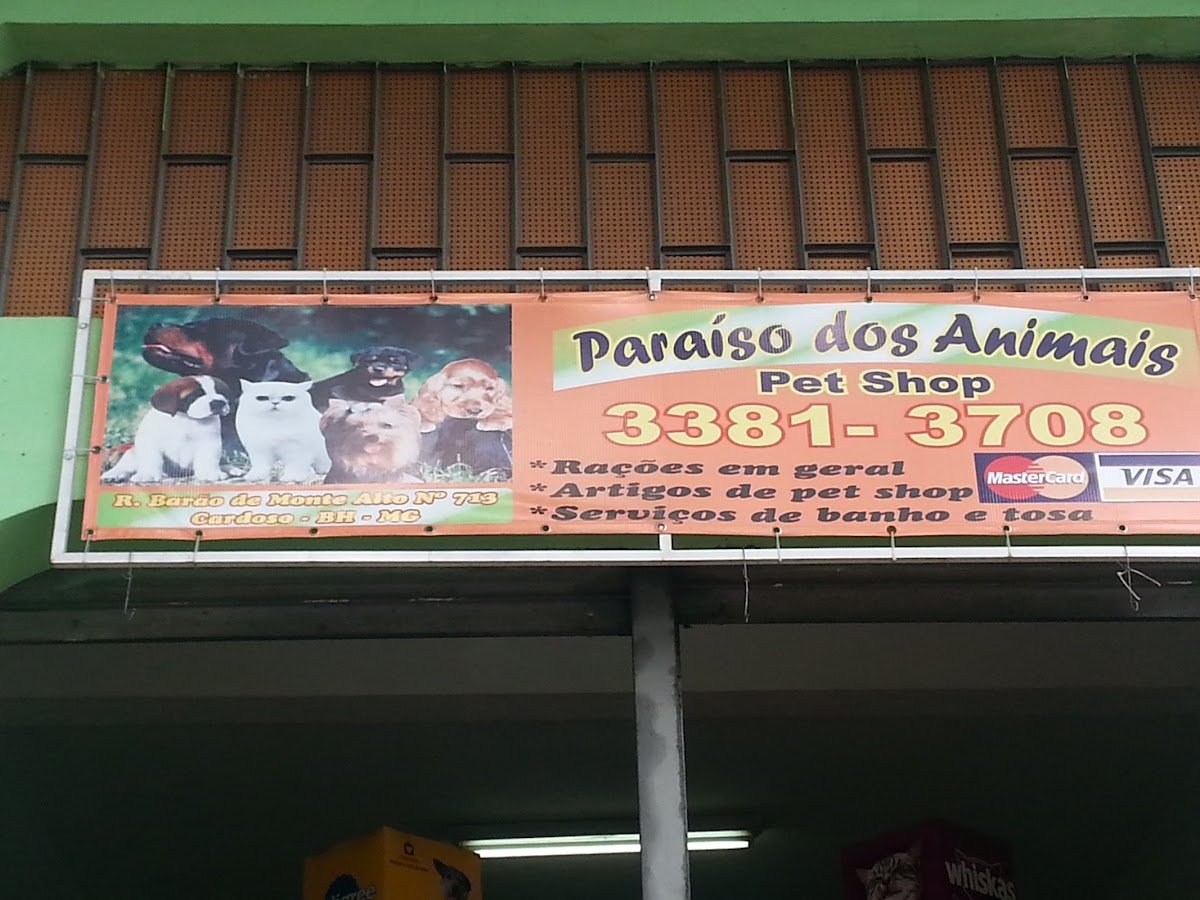 Paraíso dos Animais
Pet Shop
3381- 3708
*Rações em geral
*Artigos de pet shop
*Serviços de banho e tosa
MasterCard
VISA
R. Barão de Monte Alto Nº 713
Cardoso - BH - MG
whiskas